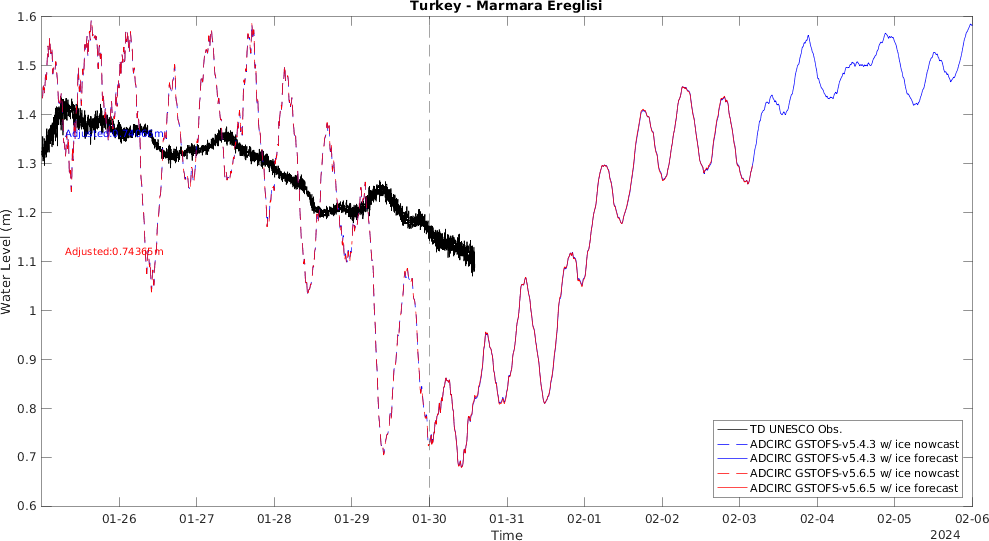 Turkey - Marmara Ereglisi
Water Level (m)
1.6
1.5
1.4
1.3
1.2
1.1
1
0.9
0.8
0.7
0.6
Adjusted:0.74365m
TD UNESCO Obs.
ADCIRC GSTOFS-v5.4.3 w/ ice nowcast
ADCIRC GSTOFS-v5.4.3 w/ ice forecast
ADCIRC GSTOFS-v5.6.5 w/ ice nowcast
ADCIRC GSTOFS-v5.6.5 w/ ice forecast
01-26 01-27 01-28 01-29 01-30 01-31 02-01 02-02 02-03 02-04 02-05 02-06
Time
2024